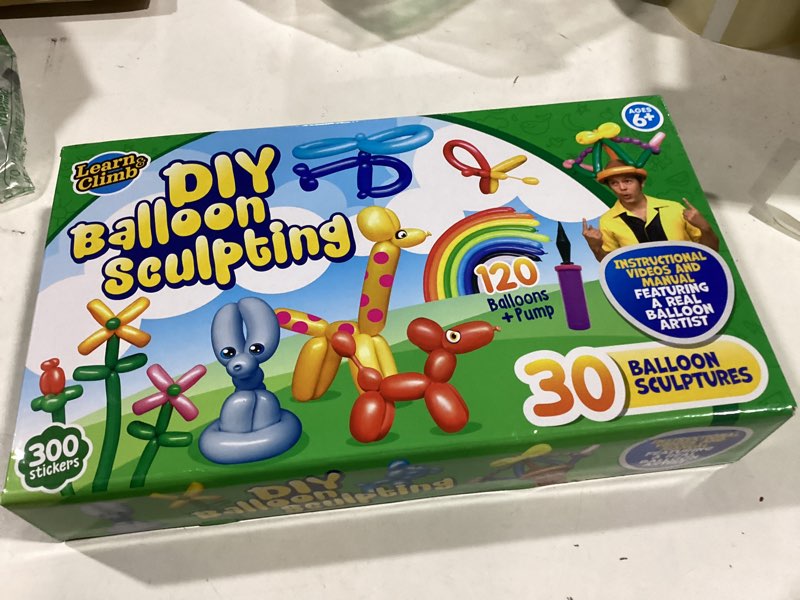 Learn &
Climb
DIY
Balloon
Sculpting
AGES
6+
120
Balloons
+ Pump
INSTRUCTIONAL
VIDEOS AND
MANUAL
FEATURING
A REAL
BALLOON
ARTIST
30
BALLOON
SCULPTURES
300
stickers
DIY
Balloon
Sculpting